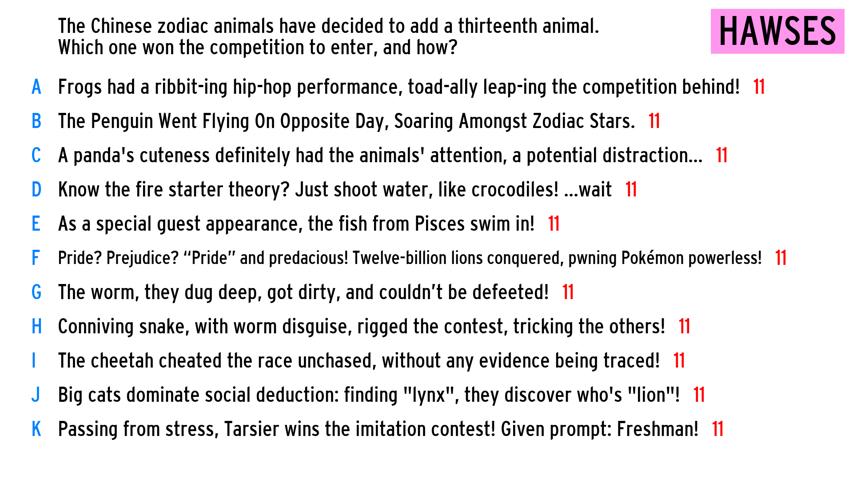 The Chinese zodiac animals have decided to add a thirteenth animal.
Which one won the competition to enter, and how?
HAWSES
A Frogs had a ribbit-ing hip-hop performance, toad-ally leap-ing the competition behind! 11
B The Penguin Went Flying On Opposite Day, Soaring Amongst Zodiac Stars. 11
C A panda's cuteness definitely had the animals' attention, a potential distraction... 11
D Know the fire starter theory? Just shoot water, like crocodiles! ...wait 11
E As a special guest appearance, the fish from Pisces swim in! 11
F Pride? Prejudice? “Pride” and predacious! Twelve-billion lions conquered, pwning Pokémon powerless! 11
G The worm, they dug deep, got dirty, and couldn’t be defeeted! 11
H Conniving snake, with worm disguise, rigged the contest, tricking the others! 11
I The cheetah cheated the race unchased, without any evidence being traced! 11
J Big cats dominate social deduction: finding "lynx", they discover who's "lion"! 11
K Passing from stress, Tarsier wins the imitation contest! Given prompt: Freshman! 11